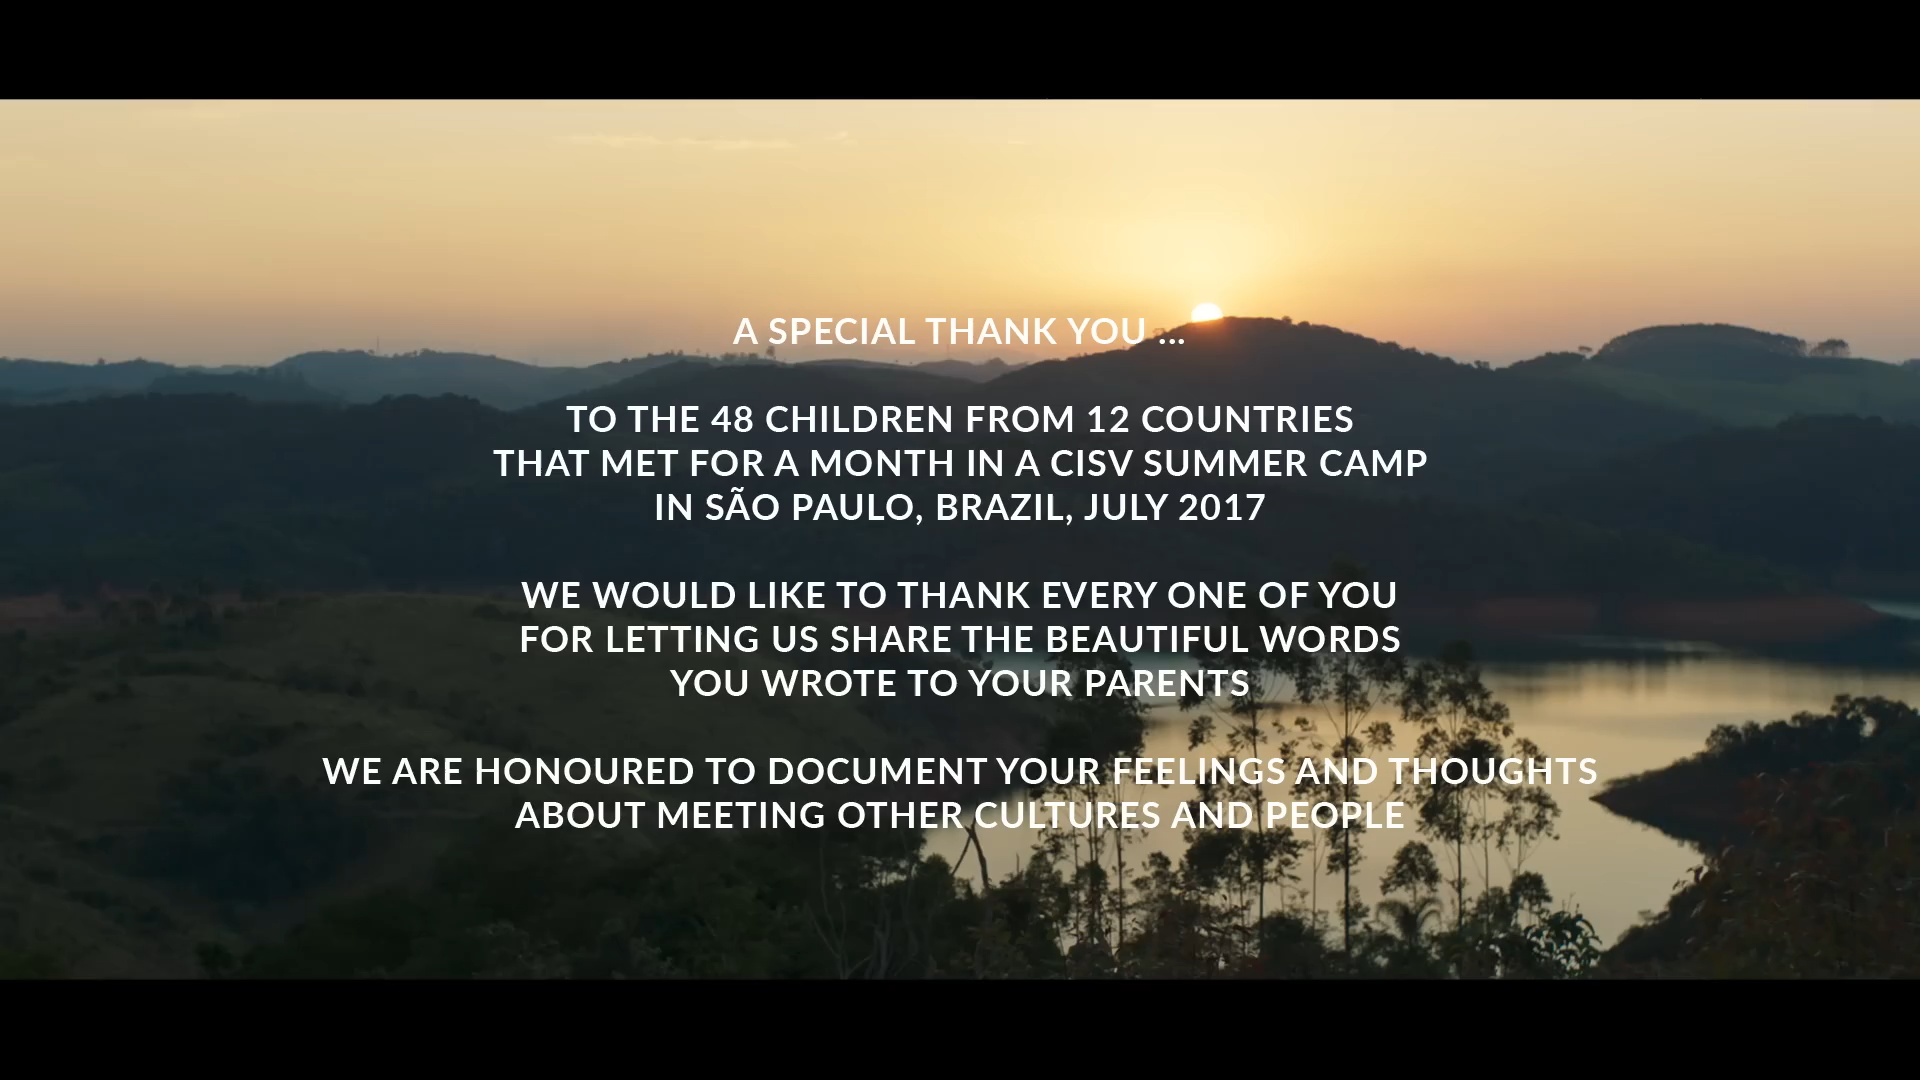 A SPECIAL THANK YOU ...
TO THE 48 CHILDREN FROM 12 COUNTRIES
THAT MET FOR A MONTH IN A CISV SUMMER CAMP
IN SÃO PAULO, BRAZIL, JULY 2017
WE WOULD LIKE TO THANK EVERY ONE OF YOU
FOR LETTING US SHARE THE BEAUTIFUL WORDS
YOU WROTE TO YOUR PARENTS
WE ARE HONOURED TO DOCUMENT YOUR FEELINGS AND THOUGHTS
ABOUT MEETING OTHER CULTURES AND PEOPLE